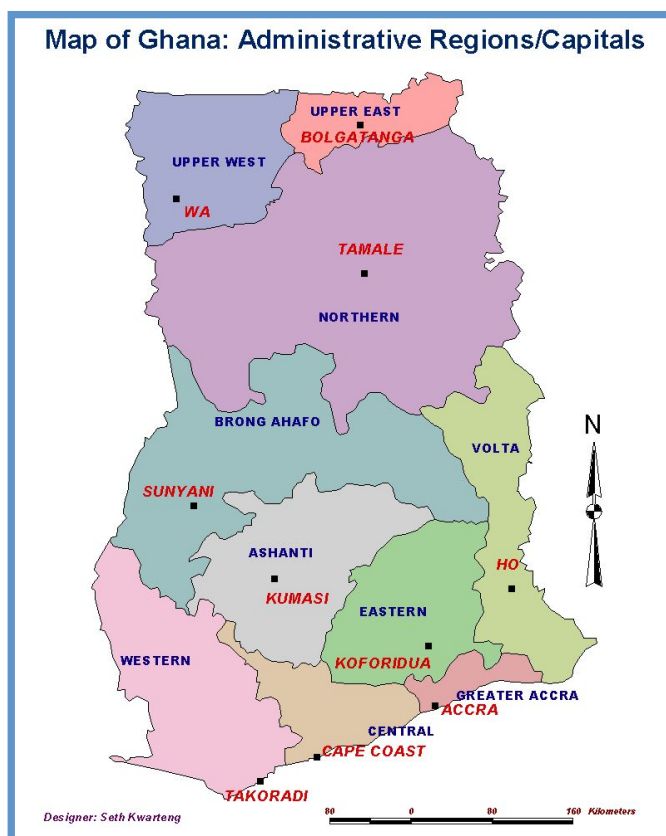 Map of Ghana: Administrative Regions/Capitals
UPPER EAST
BOLGATANGA
UPPER WEST
WA
TAMALE
NORTHERN
BRONG AHAFO
N
VOLTA
SUNYANI
ASHANTI
HO
KUMASI
EASTERN
WESTERN
KOFORIDUA
GREATER ACCRA
ACCRA
CENTRAL
CAPE COAST
TAKORADI
Designer: Seth Kwarteng
80 0 80 160 Kilometers